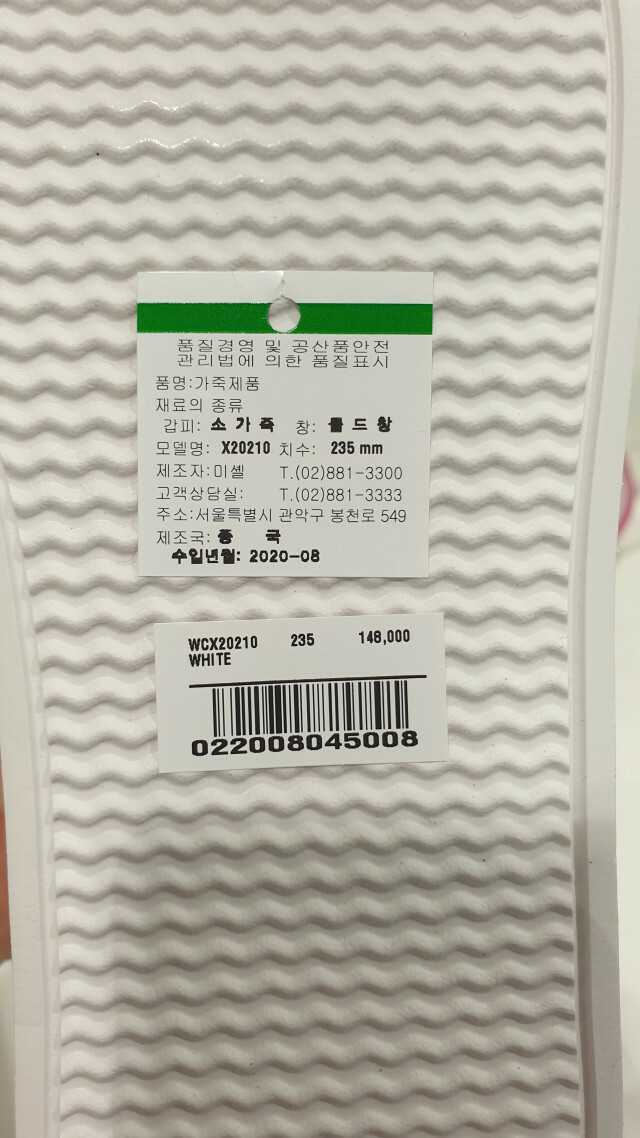 품질경영 및 공산품안전
관리법에 의한 품질표시
품명:가죽제품
재료의 종류
갑피: 소 가 죽 창: 몰 드 창
모델명: X20210 치수: 235 mm
제조자:미셸 T.(02)881-3300
고객상담실: T.(02)881-3333
주소:서울특별시 관악구 봉천로 549
제조국: 중 국
수입년월: 2020-08
WCX20210 235 148,000
WHITE
022008045008